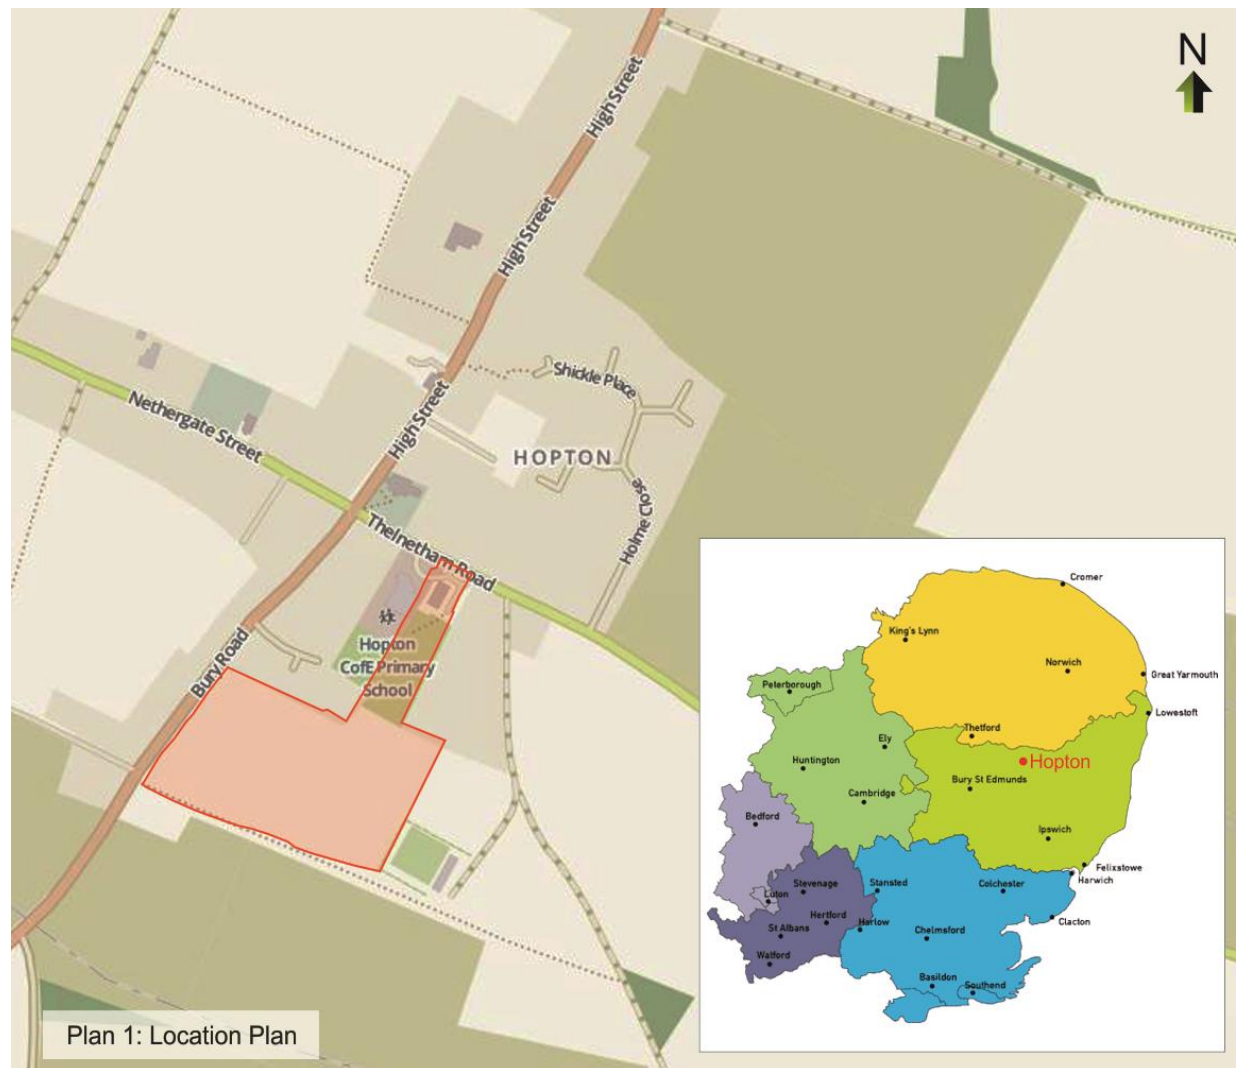 N
High Street
High Street
Shickle Place
High Street
Nethergate Street
HOPTON
Holme Close
Thelnetham Road
Hopton
CofE Primary
School
Bury Road
Cromer
King's Lynn
Norwich
Great Yarmouth
Peterborough
Lowestoft
Thetford
Ely
Hopton
Huntington
Bury St Edmunds
Cambridge
Bedford
Ipswich
Felixstowe
Harwich
Stevenage
Stansted
Colchester
Luton
Hertford
Harlow
Clacton
St Albans
Chelmsford
Watford
Basildon
Southend
Plan 1: Location Plan